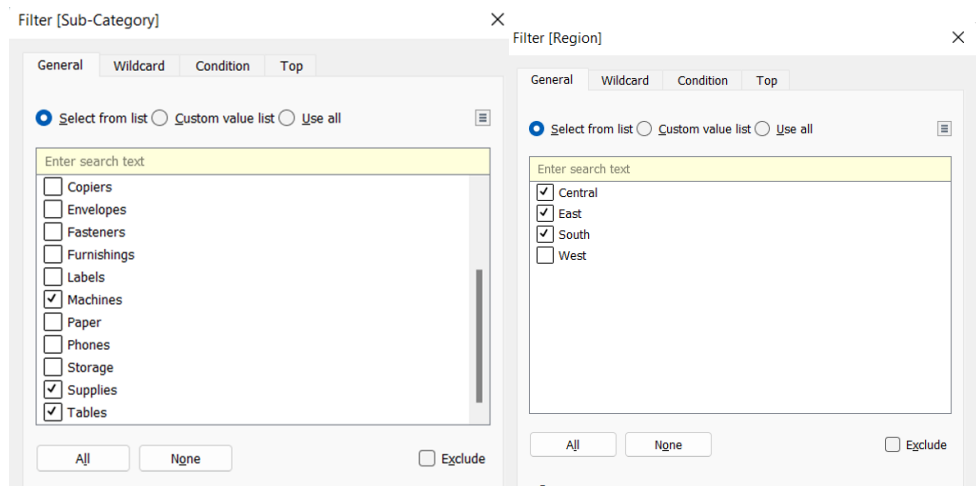 Filter [Sub-Category]
General Wildcard Condition Top
Select from list Custom value list Use all
Enter search text
Copiers
Envelopes
Fasteners
Furnishings
Labels
Machines
Paper
Phones
Storage
Supplies
Tables
All None Exclude
Filter [Region]
General Wildcard Condition Top
Select from list Custom value list Use all
Enter search text
Central
East
South
West
All None Exclude